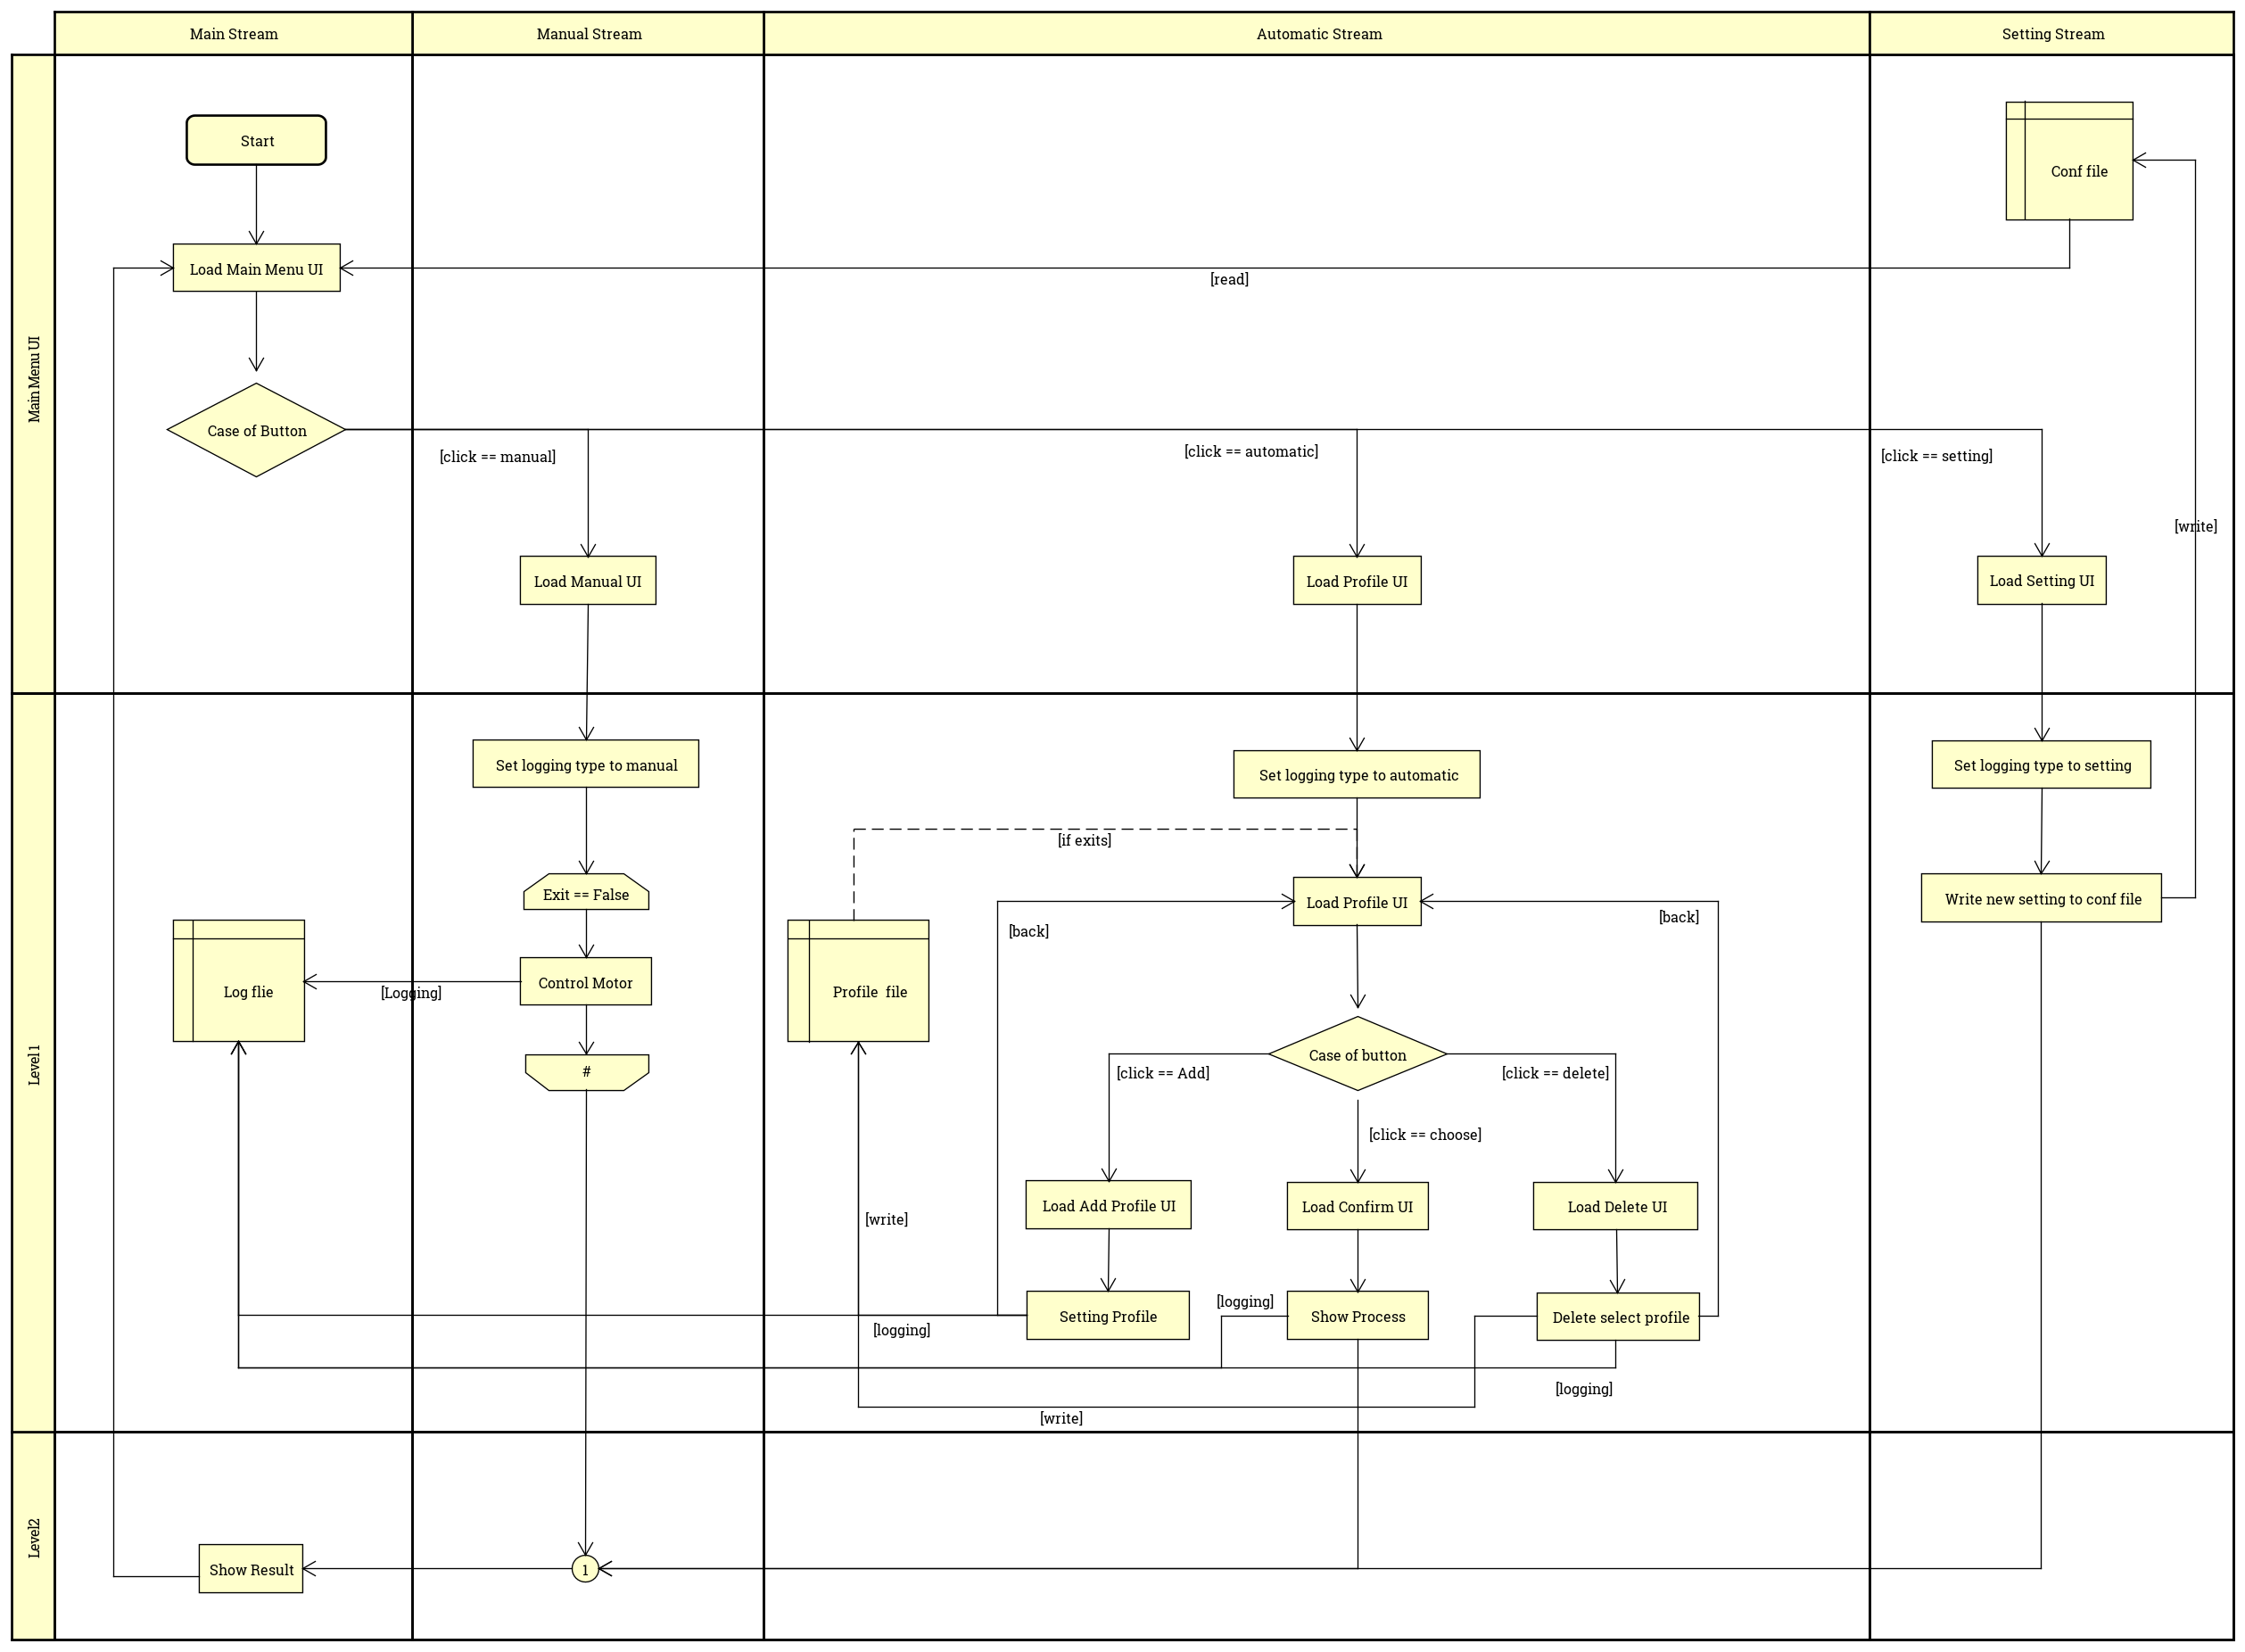 Main Stream
Manual Stream
Automatic Stream
Setting Stream
Main Menu UI
Start
Conf file
Load Main Menu UI
[read]
Case of Button
[click == manual]
[click == automatic]
[click == setting]
[write]
Load Manual UI
Load Profile UI
Load Setting UI
Level1
Set logging type to manual
Set logging type to automatic
Set logging type to setting
[if exits]
Exit == False
Load Profile UI
Write new setting to conf file
[back]
[back]
Log flie
[Logging]
Control Motor
Profile  file
Case of button
#
[click == Add]
[click == delete]
[click == choose]
Load Add Profile UI
Load Confirm UI
Load Delete UI
[write]
[logging]
Setting Profile
Show Process
Delete select profile
[logging]
[logging]
[write]
Level2
Show Result
1